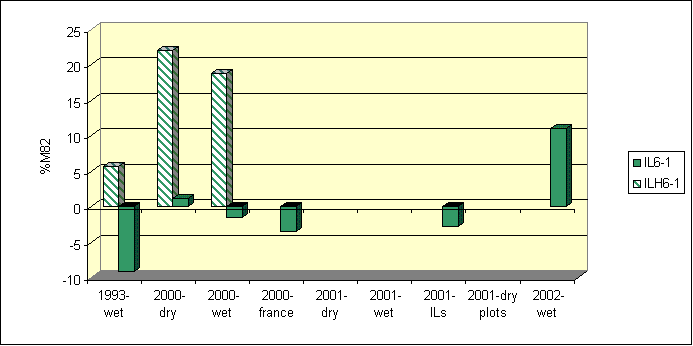 25
20
15
10
5
0
-5
-10
%M82
1993-
wet
2000-
dry
2000-
wet
2000-
france
2001-
dry
2001-
wet
2001-
ILs
2001-dry
plots
2002-
wet
IL6-1
ILH6-1